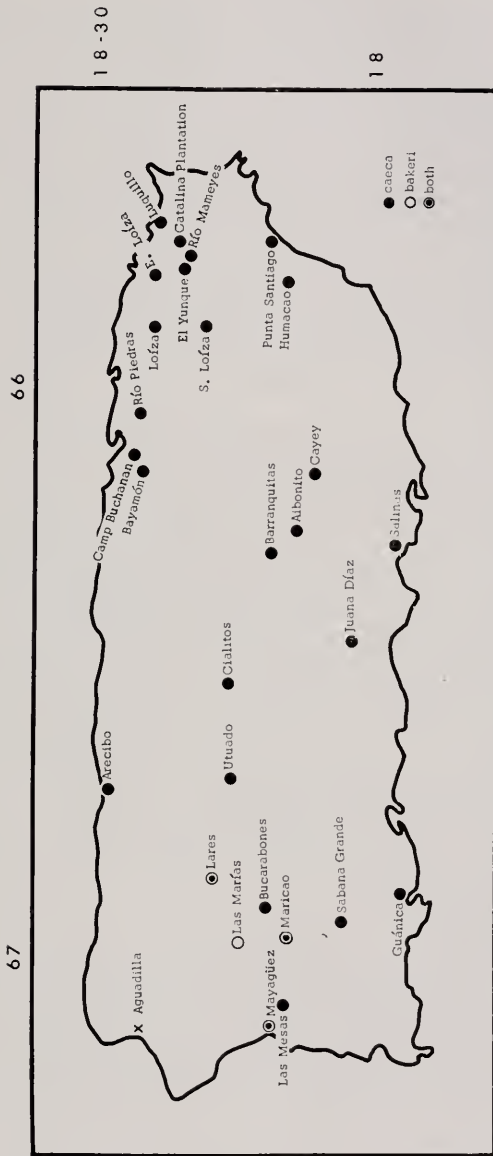 67
66
18-30
18
x Aguadilla
Arecibo
Camp Buchanan
Bayamón
Río Piedras
Loíza
E. Loíza
Luquillo
Catalina Plantation
El Yunque
Río Mameyes
S. Loíza
Punta Santiago
Humacao
Lares
Las Marías
Bucarabones
Maricao
Mayagüez
Las Mesas
Utuado
Cialitos
Barranquitas
Aibonito
Cayey
Juana Díaz
Salinas
Sabana Grande
Guánica
caeca
bakeri
both